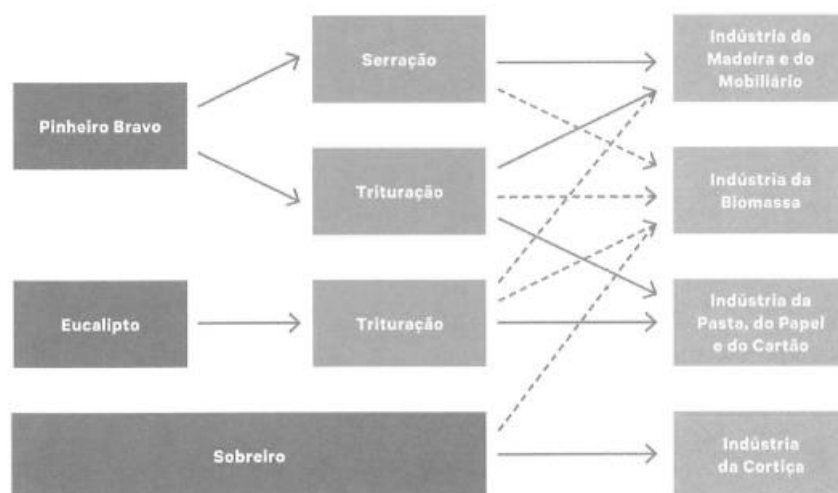 Serração
Indústria da
Madeira e do
Mobiliário
Pinheiro Bravo
Trituração
Indústria da
Biomassa
Eucalipto
Trituração
Indústria da
Pasta, do Papel
e do Cartão
Sobreiro
Indústria
da Cortiça